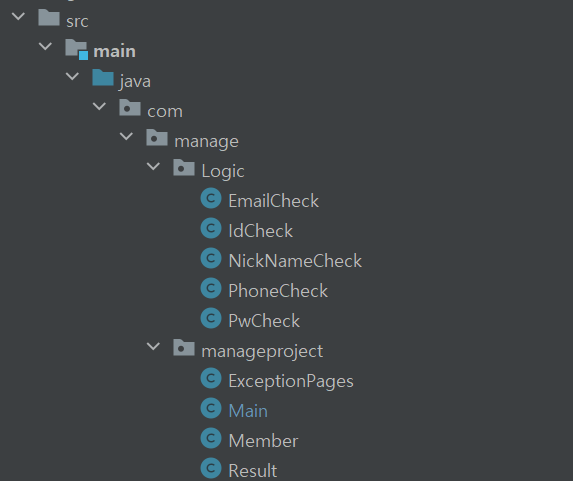 src
main
java
com
manage
Logic
EmailCheck
IdCheck
NickNameCheck
PhoneCheck
PwCheck
manageproject
ExceptionPages
Main
Member
Result